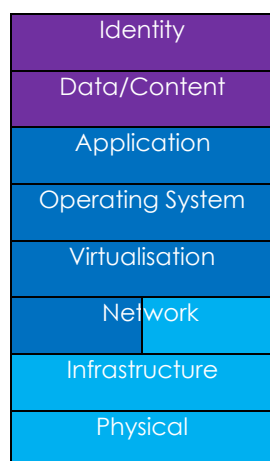 Identity
Data/Content
Application
Operating System
Virtualisation
Network
Infrastructure
Physical